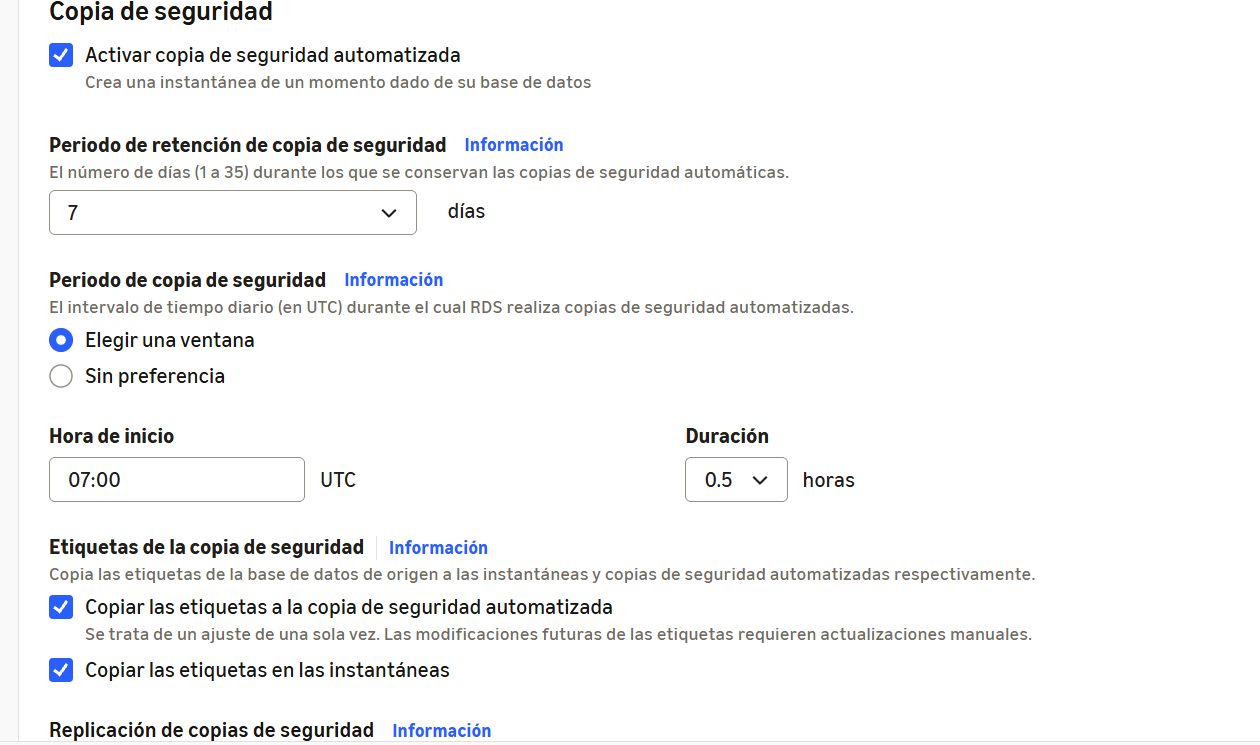 Copia de seguridad
Activar copia de seguridad automatizada
Crea una instantánea de un momento dado de su base de datos
Periodo de retención de copia de seguridad Información
El número de días (1 a 35) durante los que se conservan las copias de seguridad automáticas.
7 días
Periodo de copia de seguridad Información
El intervalo de tiempo diario (en UTC) durante el cual RDS realiza copias de seguridad automatizadas.
Elegir una ventana
Sin preferencia
Hora de inicio Duración
07:00 UTC 0.5 horas
Etiquetas de la copia de seguridad Información
Copia las etiquetas de la base de datos de origen a las instantáneas y copias de seguridad automatizadas respectivamente.
Copiar las etiquetas a la copia de seguridad automatizada
Se trata de un ajuste de una sola vez. Las modificaciones futuras de las etiquetas requieren actualizaciones manuales.
Copiar las etiquetas en las instantáneas
Replicación de copias de seguridad Información